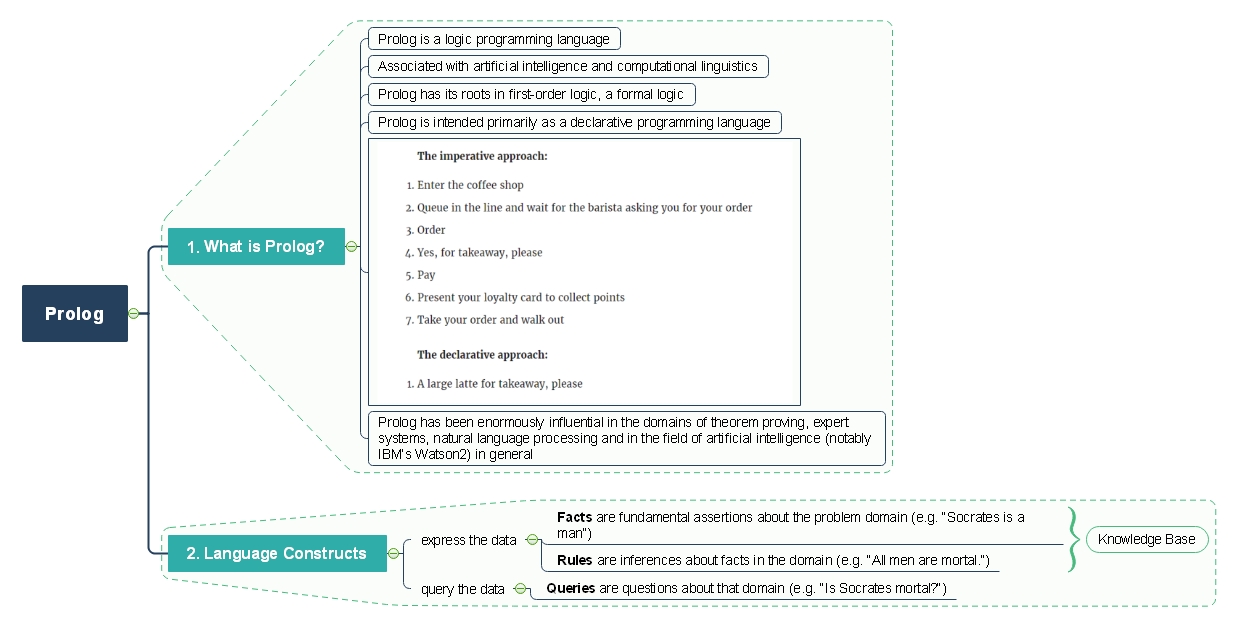 Prolog
1. What is Prolog?
Prolog is a logic programming language
Associated with artificial intelligence and computational linguistics
Prolog has its roots in first-order logic, a formal logic
Prolog is intended primarily as a declarative programming language
The imperative approach:
1. Enter the coffee shop
2. Queue in the line and wait for the barista asking you for your order
3. Order
4. Yes, for takeaway, please
5. Pay
6. Present your loyalty card to collect points
7. Take your order and walk out
The declarative approach:
1. A large latte for takeaway, please
Prolog has been enormously influential in the domains of theorem proving, expert
systems, natural language processing and in the field of artificial intelligence (notably
IBM's Watson2) in general
2. Language Constructs
express the data
Facts are fundamental assertions about the problem domain (e.g. "Socrates is a
man")
Rules are inferences about facts in the domain (e.g. "All men are mortal.")
Knowledge Base
query the data
Queries are questions about that domain (e.g. "Is Socrates mortal?")